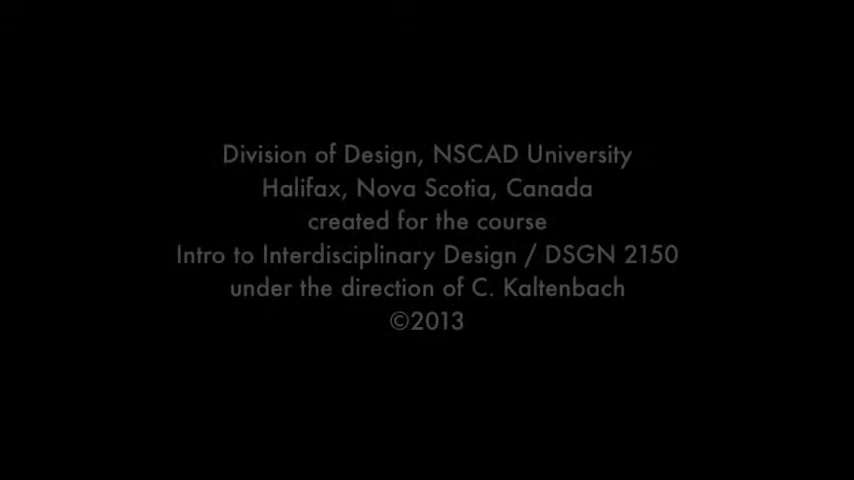 Division of Design, NSCAD University
Halifax, Nova Scotia, Canada
created for the course
Intro to Interdisciplinary Design / DSGN 2150
under the direction of C. Kaltenbach
©2013